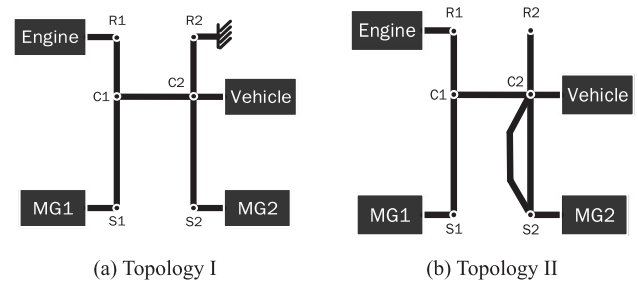 R1 R2 R1 R2
Engine Engine
C1 C2 Vehicle C1 C2 Vehicle
MG1 MG2 MG1 MG2
S1 S2 S1 S2
(a) Topology I (b) Topology II